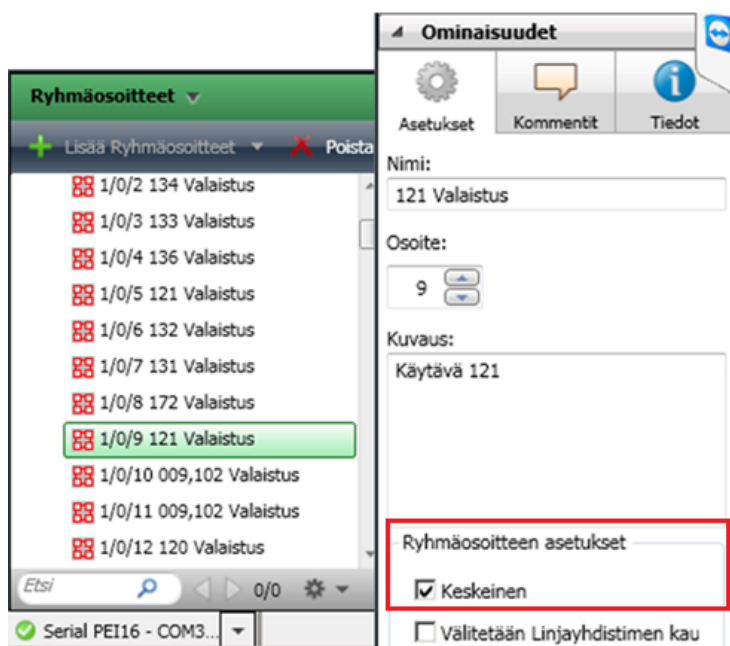 Ryhmäosoitteet
Lisää Ryhmäosoitteet
Poista
1/0/2 134 Valaistus
1/0/3 133 Valaistus
1/0/4 136 Valaistus
1/0/5 121 Valaistus
1/0/6 132 Valaistus
1/0/7 131 Valaistus
1/0/8 172 Valaistus
1/0/9 121 Valaistus
1/0/10 009,102 Valaistus
1/0/11 009,102 Valaistus
1/0/12 120 Valaistus
Etsi
0/0
Serial PEI16 - COM3...
Ominaisuudet
Asetukset
Kommentit
Tiedot
Nimi:
121 Valaistus
Osoite:
9
Kuvaus:
Käytävä 121
Ryhmäosoitteen asetukset
Keskeinen
Välitetään Linjayhdistimen kau